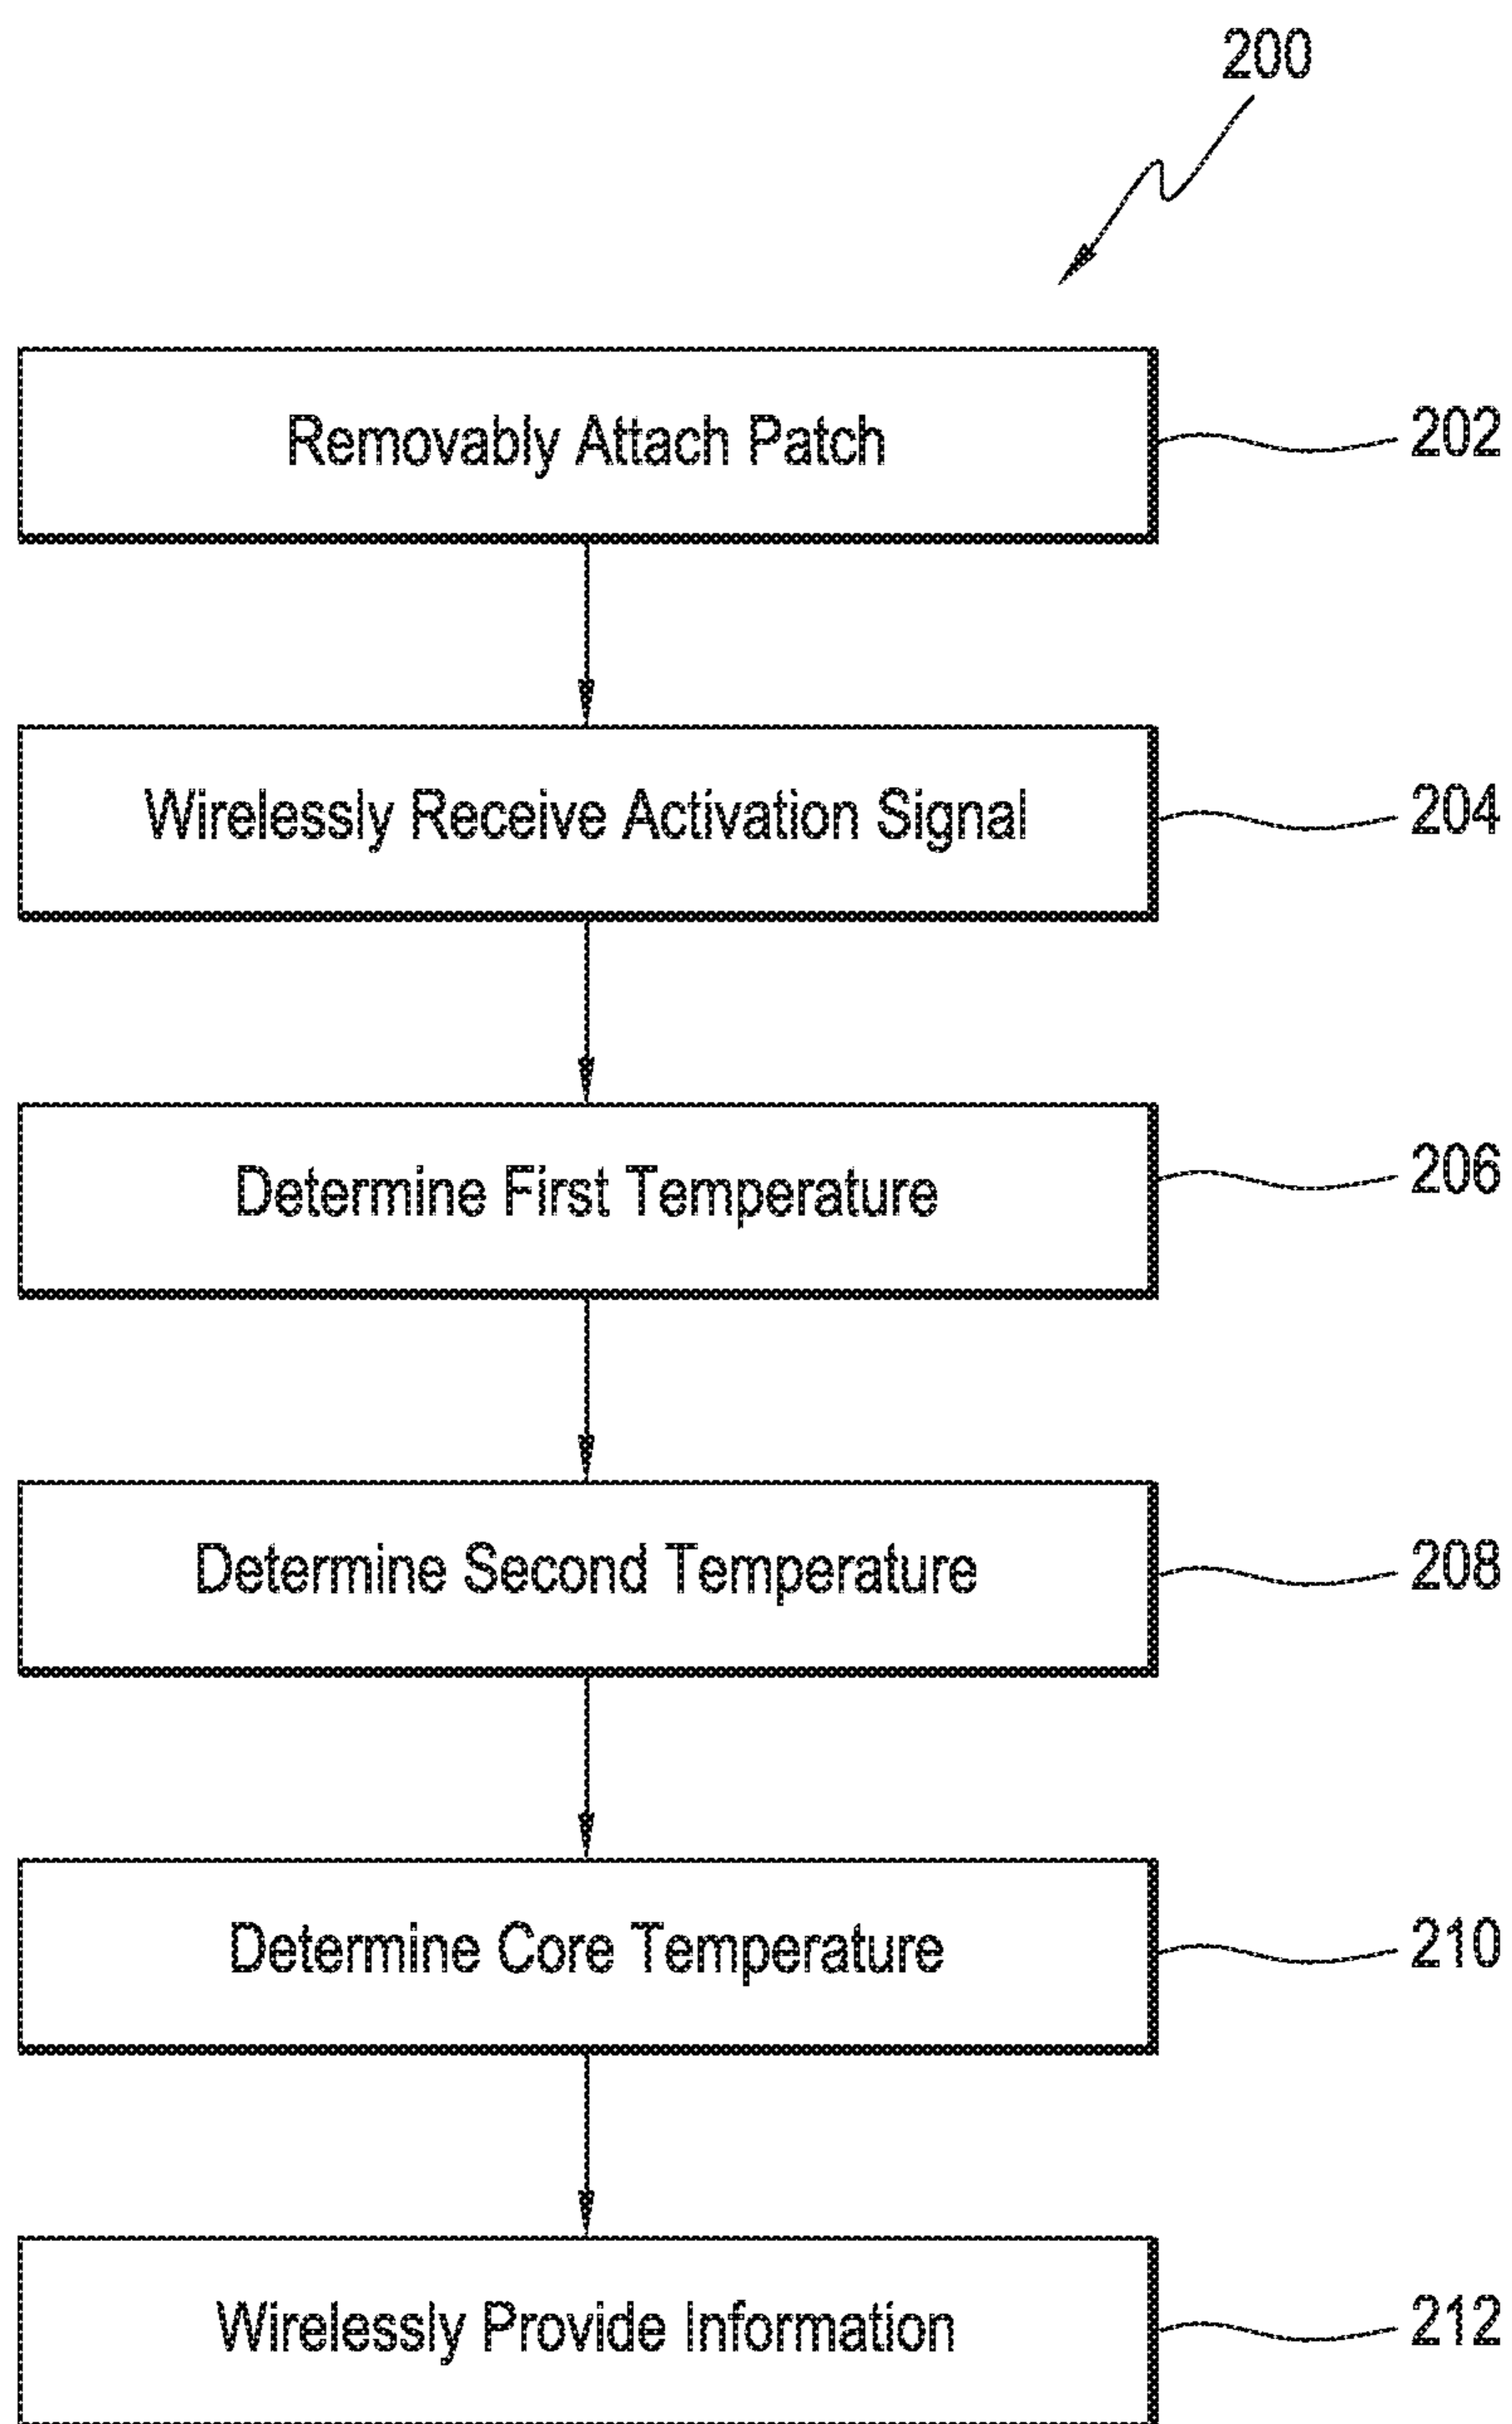 200
Removably Attach Patch
202
Wirelessly Receive Activation Signal
204
Determine First Temperature
206
Determine Second Temperature
208
Determine Core Temperature
210
Wirelessly Provide Information
212